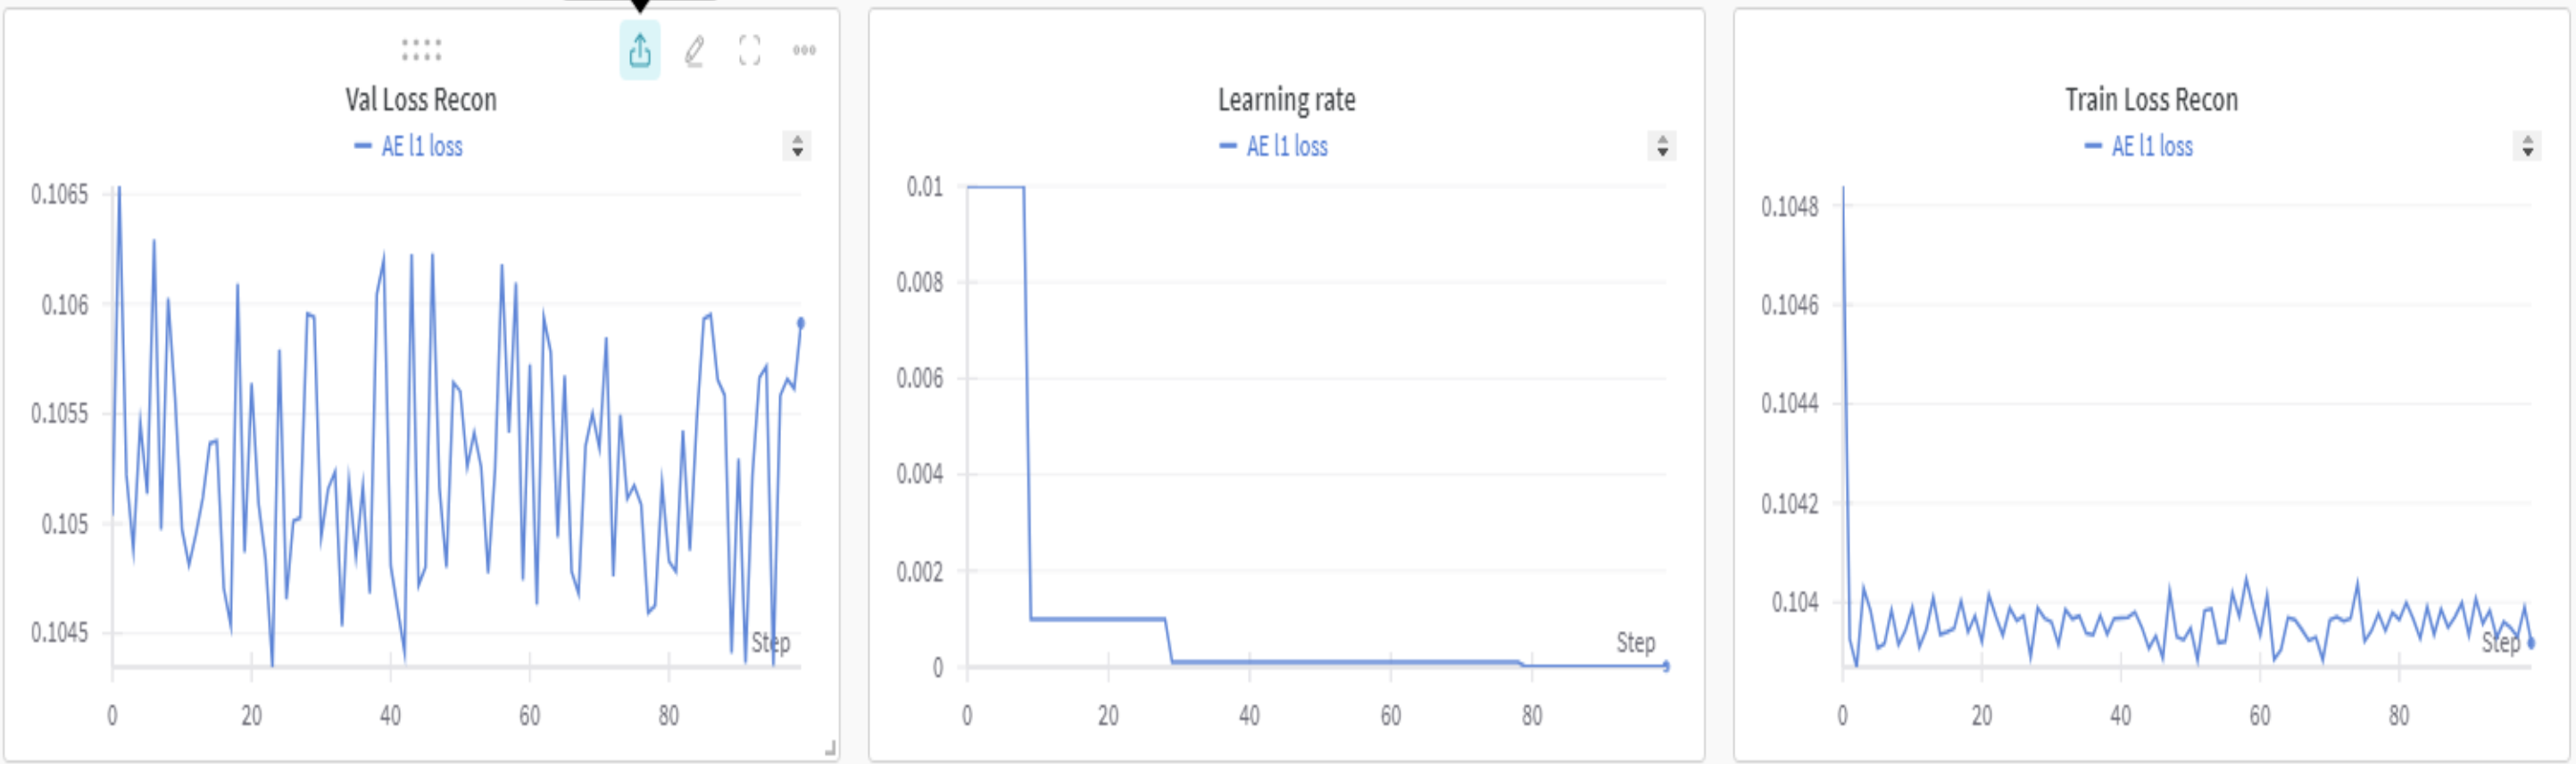 Val Loss Recon
AE l1 loss
0.1065
0.106
0.1055
0.105
0.1045
Step
0 20 40 60 80
Learning rate
AE l1 loss
0.01
0.008
0.006
0.004
0.002
0
Step
0 20 40 60 80
Train Loss Recon
AE l1 loss
0.1048
0.1046
0.1044
0.1042
0.104
Step
0 20 40 60 80